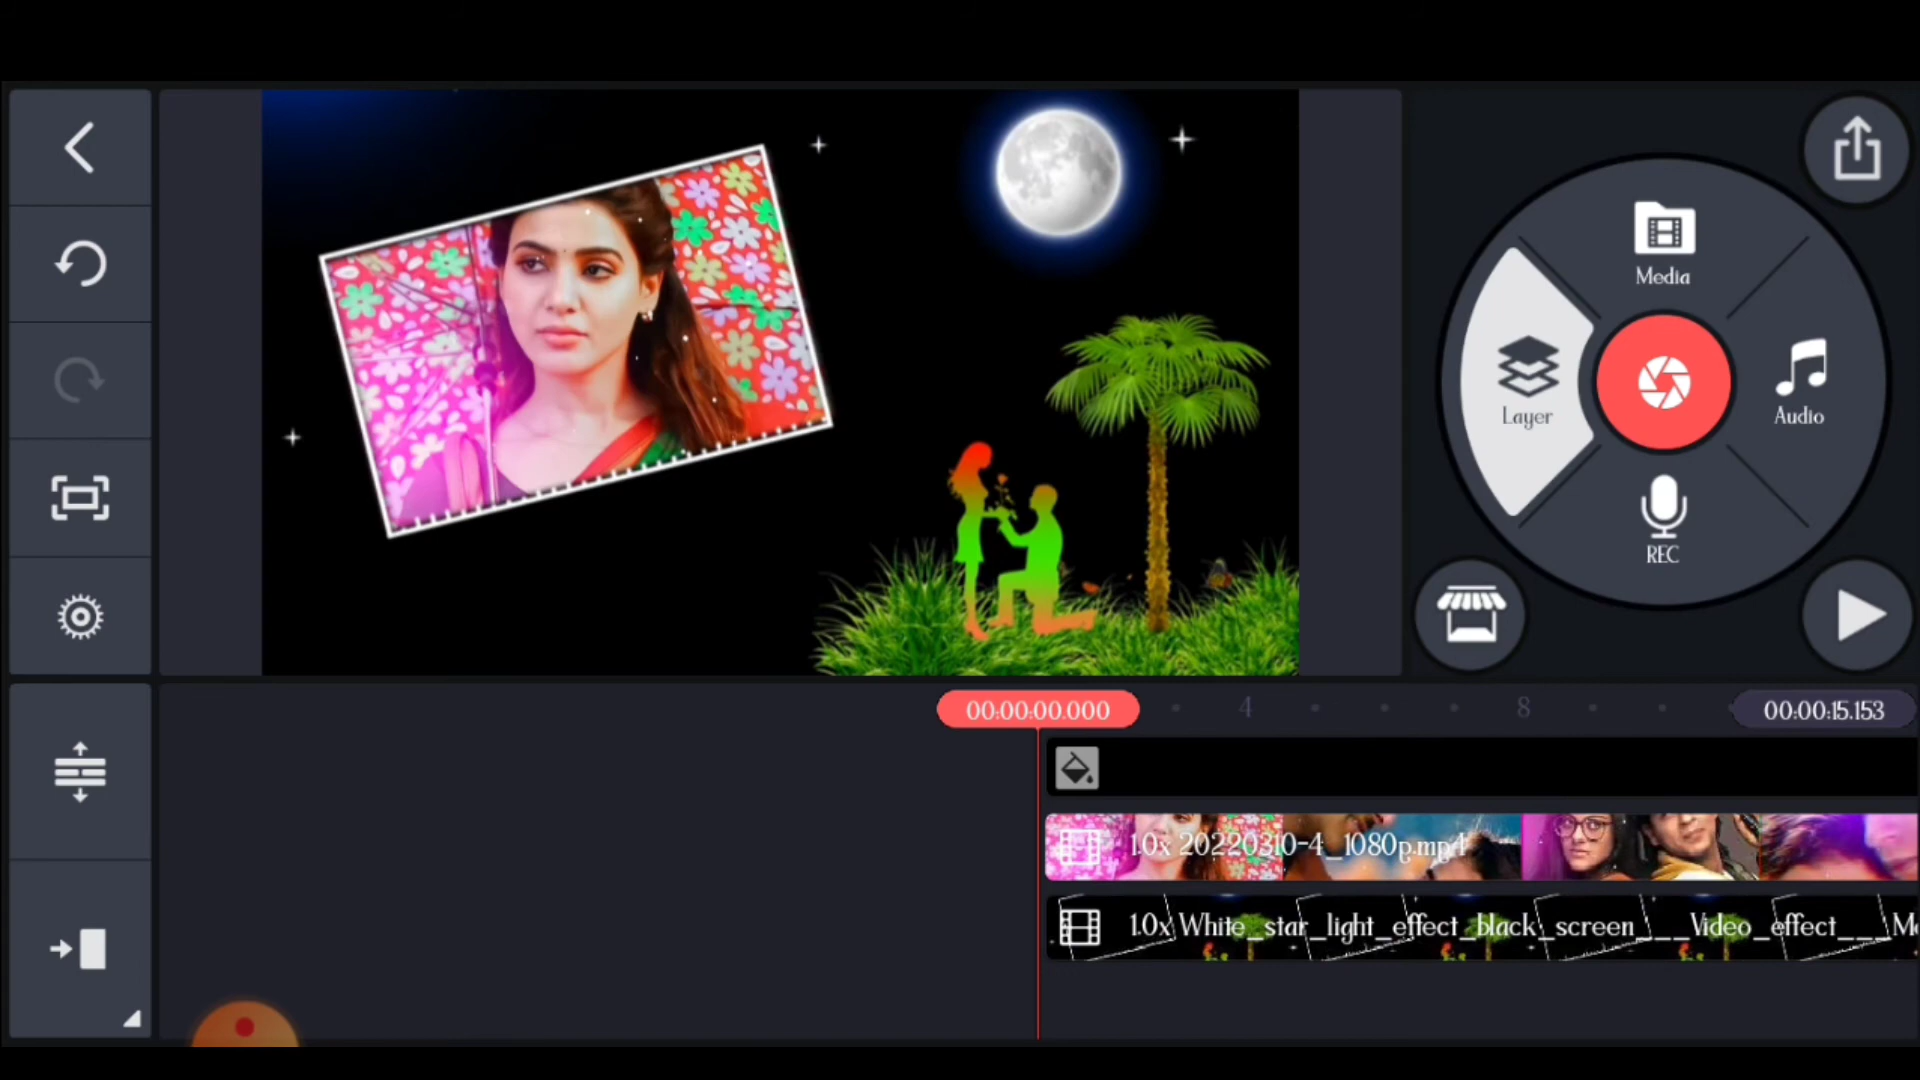 Media
Layer
Audio
REC
00:00:00.000
4
8
00:00:15.153
1.0x 20220310-4_1080p.mp4
1.0x White_star_light_effect_black_screen___Video_effect___M